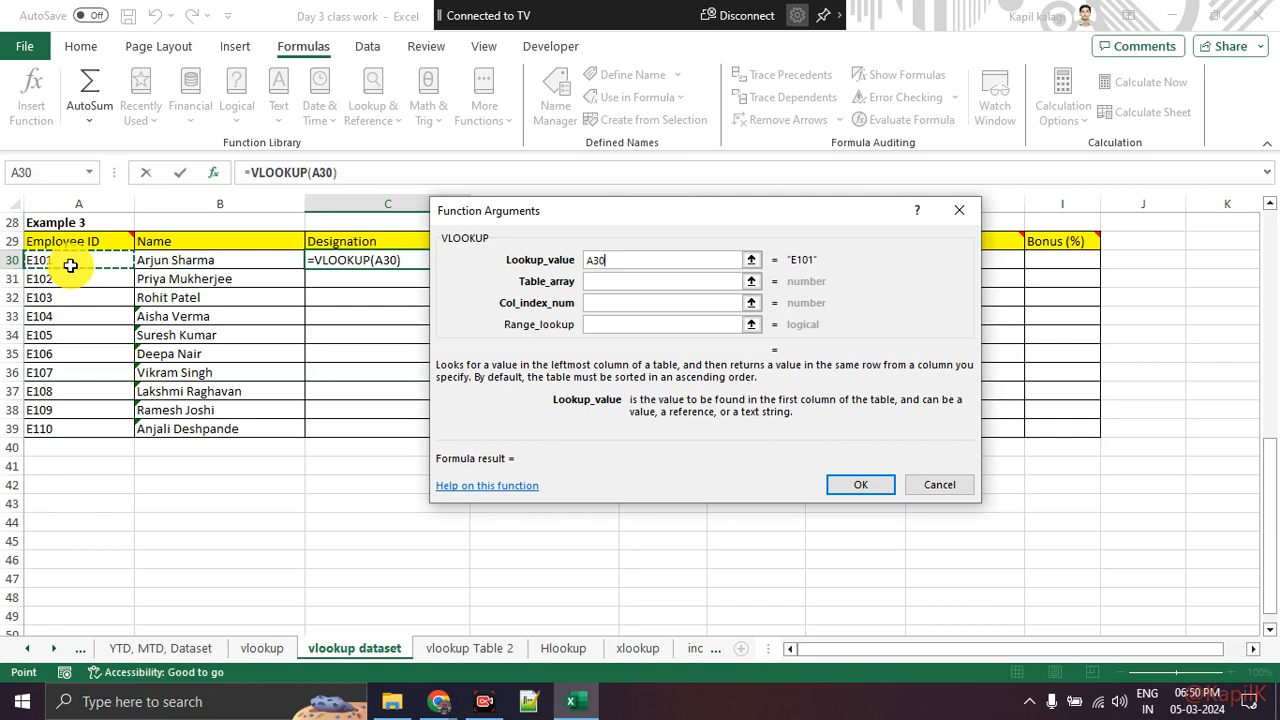 AutoSave Off Day 3 class work - Excel Connected to TV Disconnect Kapil kalagi
File Home Page Layout Insert Formulas Data Review View Developer Comments Share
Insert Function AutoSum Recently Used Financial Logical Text Date & Time Lookup & Reference Math & Trig More Functions
Name Manager Define Name Use in Formula Create from Selection
Trace Precedents Trace Dependents Remove Arrows Show Formulas Error Checking Evaluate Formula Watch Window
Calculation Options Calculate Now Calculate Sheet
Function Library Defined Names Formula Auditing Calculation
A30 fx =VLOOKUP(A30)
A B C I J K
28 Example 3
29 Employee ID Name Designation Bonus (%)
30 E101 Arjun Sharma =VLOOKUP(A30)
31 E102 Priya Mukherjee
32 E103 Rohit Patel
33 E104 Aisha Verma
34 E105 Suresh Kumar
35 E106 Deepa Nair
36 E107 Vikram Singh
37 E108 Lakshmi Raghavan
38 E109 Ramesh Joshi
39 E110 Anjali Deshpande
40
41
42
43
44
45
46
47
48
49
50
Function Arguments ?
VLOOKUP
Lookup_value A30 = "E101"
Table_array = number
Col_index_num = number
Range_lookup = logical
=
Looks for a value in the leftmost column of a table, and then returns a value in the same row from a column you
specify. By default, the table must be sorted in an ascending order.
Lookup_value is the value to be found in the first column of the table, and can be a
value, a reference, or a text string.
Formula result =
Help on this function OK Cancel
... YTD, MTD, Dataset vlookup vlookup dataset vlookup Table 2 Hlookup xlookup inc ...
Point Accessibility: Good to go 100%
Type here to search ENG IN 06:50 PM 05-03-2024
@KapilK